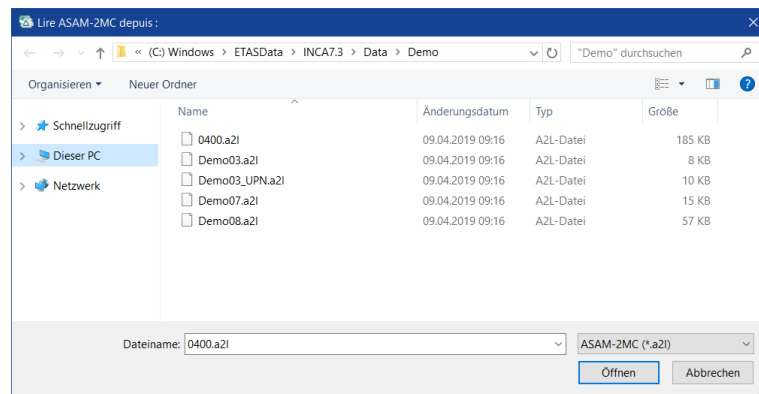 Lire ASAM-2MC depuis :
« (C:) Windows > ETASData > INCA7.3 > Data > Demo
"Demo" durchsuchen
Organisieren Neuer Ordner
Name Änderungsdatum Typ Größe
Schnellzugriff
Dieser PC
Netzwerk
0400.a2l 09.04.2019 09:16 A2L-Datei 185 KB
Demo03.a2l 09.04.2019 09:16 A2L-Datei 8 KB
Demo03_UPN.a2l 09.04.2019 09:16 A2L-Datei 10 KB
Demo07.a2l 09.04.2019 09:16 A2L-Datei 15 KB
Demo08.a2l 09.04.2019 09:16 A2L-Datei 57 KB
Dateiname: 0400.a2l
ASAM-2MC (*.a2l)
Öffnen Abbrechen